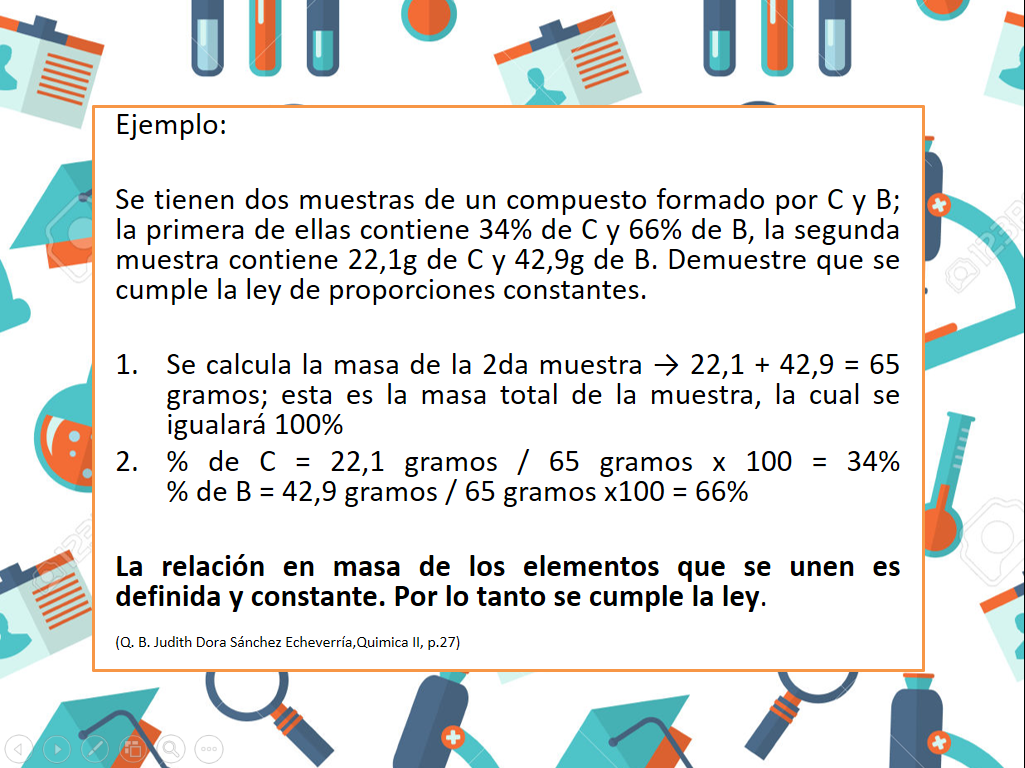 Ejemplo:
Se tienen dos muestras de un compuesto formado por C y B;
la primera de ellas contiene 34% de C y 66% de B, la segunda
muestra contiene 22,1g de C y 42,9g de B. Demuestre que se
cumple la ley de proporciones constantes.
1. Se calcula la masa de la 2da muestra → 22,1 + 42,9 = 65
gramos; esta es la masa total de la muestra, la cual se
igualará 100%
2. % de C = 22,1 gramos / 65 gramos x 100 = 34%
% de B = 42,9 gramos / 65 gramos x100 = 66%
La relación en masa de los elementos que se unen es
definida y constante. Por lo tanto se cumple la ley.
(Q. B. Judith Dora Sánchez Echeverría,Quimica II, p.27)